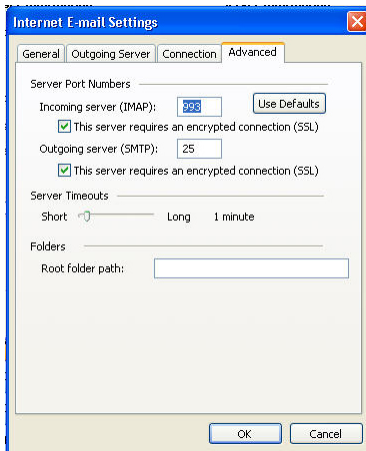 Internet E-mail Settings
General Outgoing Server Connection Advanced
Server Port Numbers
Incoming server (IMAP): 993 Use Defaults
This server requires an encrypted connection (SSL)
Outgoing server (SMTP): 25
This server requires an encrypted connection (SSL)
Server Timeouts
Short Long 1 minute
Folders
Root folder path:
OK Cancel